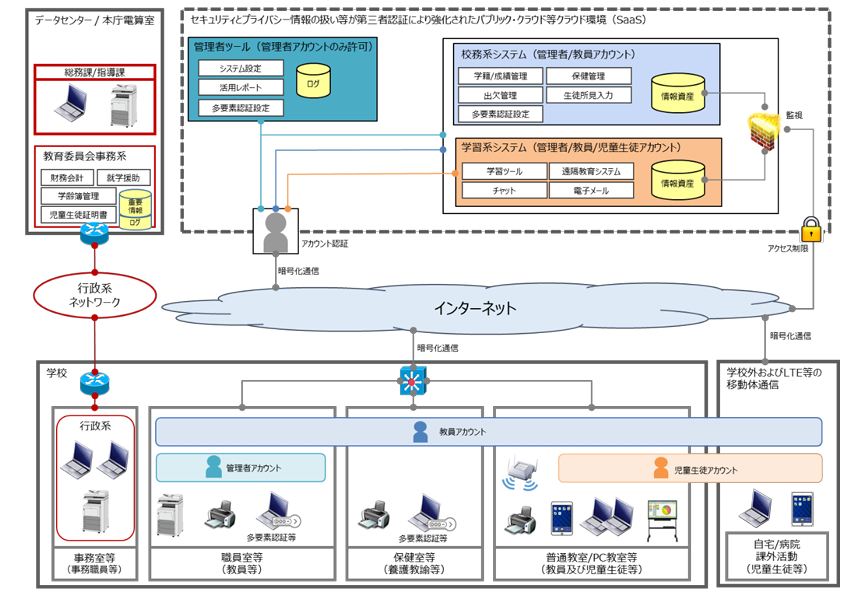 データセンター / 本庁電算室
総務課/指導課
教育委員会事務系
財務会計
就学援助
学齢簿管理
児童生徒証明書
重要
情報
ログ
行政系
ネットワーク
セキュリティとプライバシー情報の扱い等が第三者認証により強化されたパブリック・クラウド等クラウド環境（SaaS）
管理者ツール（管理者アカウントのみ許可）
システム設定
活用レポート
多要素認証設定
ログ
校務系システム（管理者/教員アカウント）
学籍/成績管理
保健管理
出欠管理
生徒所見入力
多要素認証設定
情報資産
学習系システム（管理者/教員/児童生徒アカウント）
学習ツール
遠隔教育システム
チャット
電子メール
情報資産
監視
アカウント認証
アクセス制限
暗号化通信
インターネット
暗号化通信
暗号化通信
学校
行政系
事務室等
（事務職員等）
教員アカウント
管理者アカウント
児童生徒アカウント
多要素認証等
職員室等
（教員等）
多要素認証等
保健室等
（養護教諭等）
普通教室/PC教室等
（教員及び児童生徒等）
学校外およびLTE等の
移動体通信
自宅/病院
課外活動
（児童生徒等）